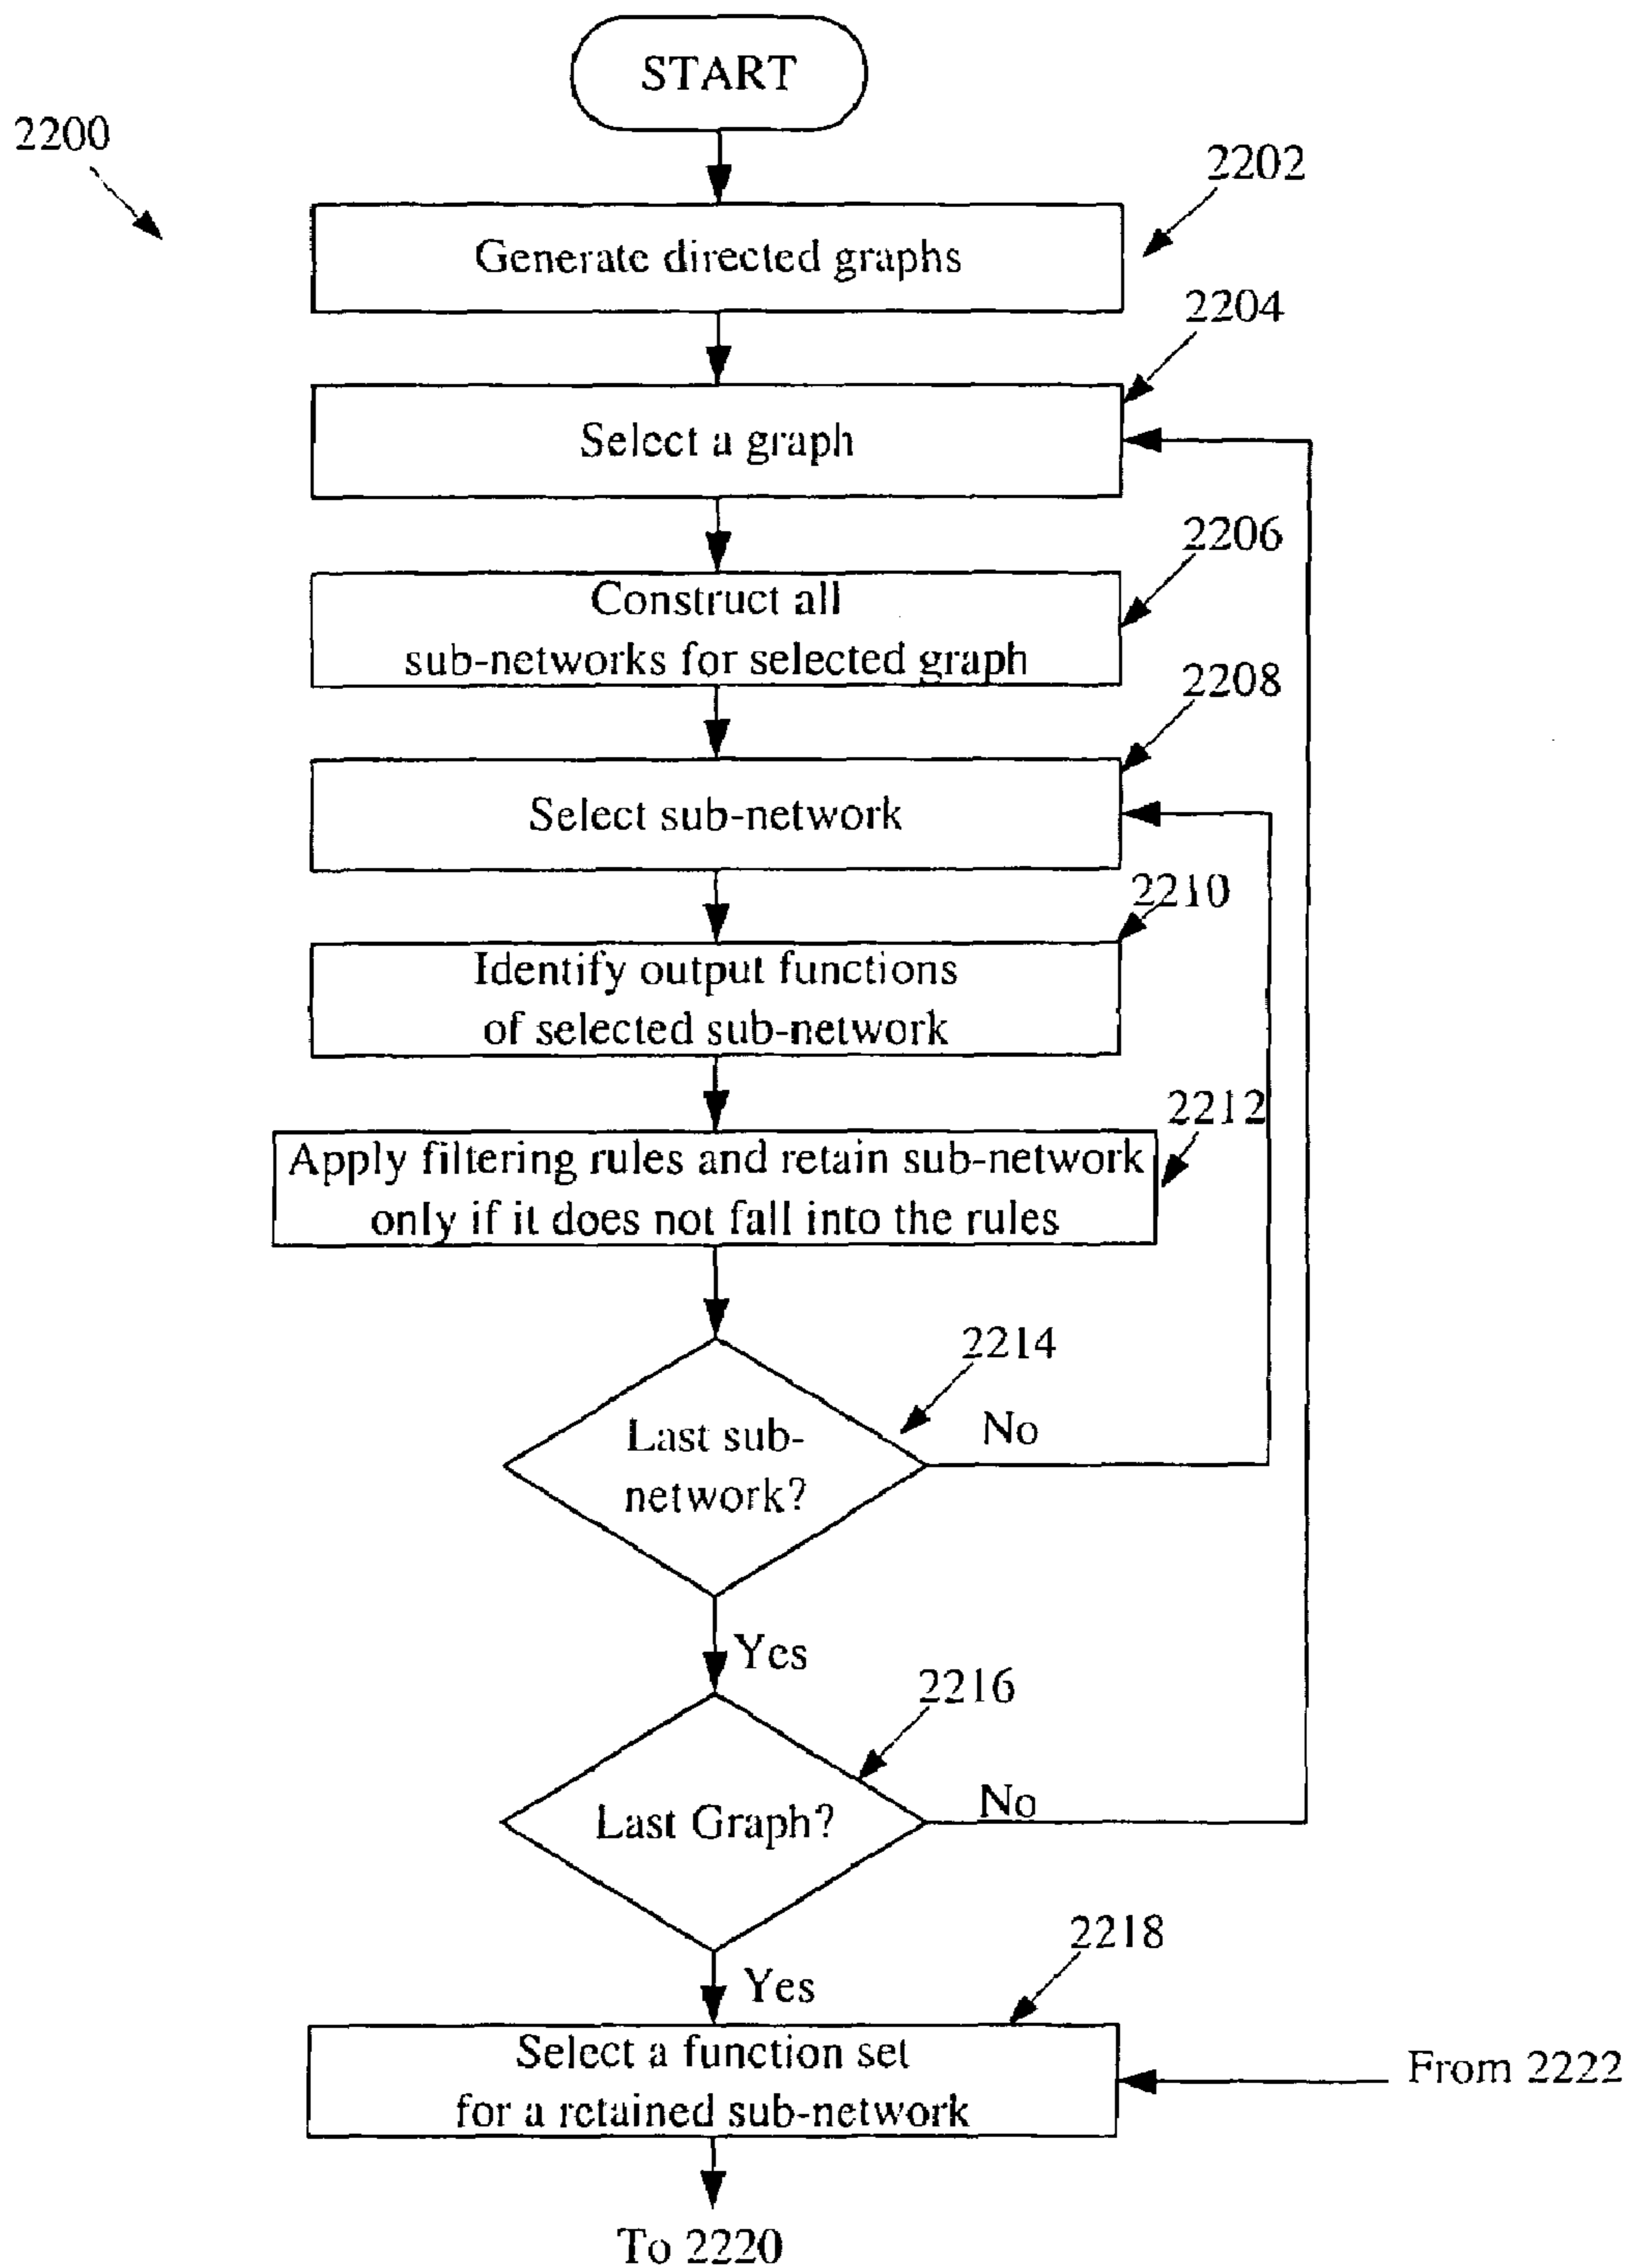 START
2200
2202
Generate directed graphs
2204
Select a graph
2206
Construct all
sub-networks for selected graph
2208
Select sub-network
2210
Identify output functions
of selected sub-network
2212
Apply filtering rules and retain sub-network
only if it does not fall into the rules
2214
Last sub-
network?
No
Yes
2216
Last Graph?
No
Yes
2218
Select a function set
for a retained sub-network
From 2222
To 2220